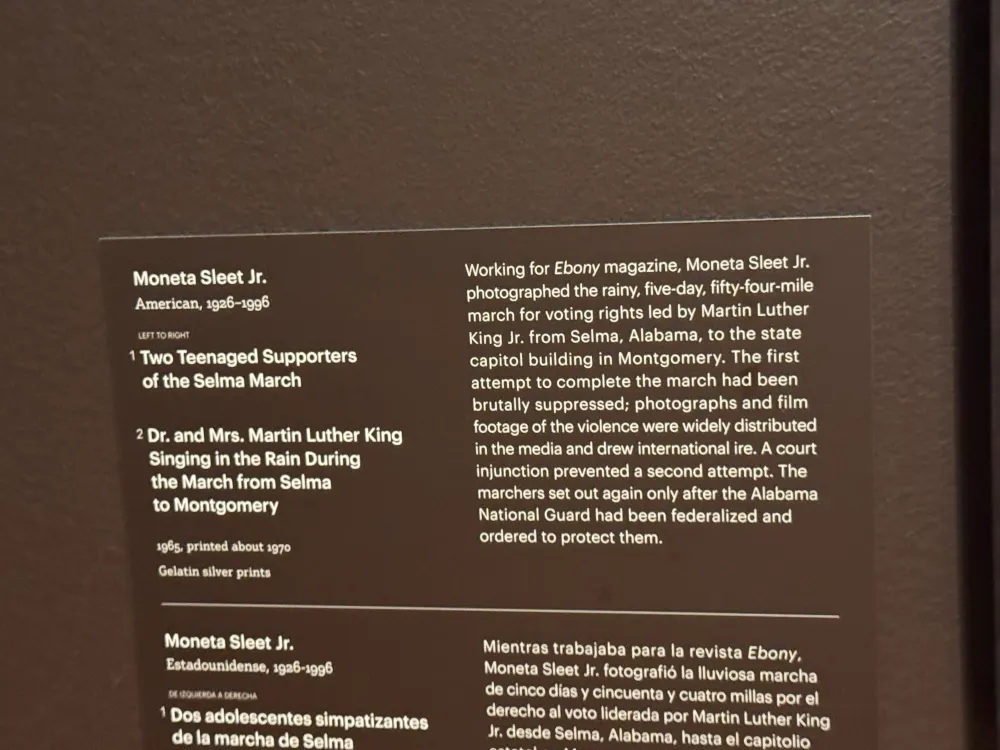 Moneta Sleet Jr.
American, 1926–1996
LEFT TO RIGHT
1 Two Teenaged Supporters
of the Selma March
2 Dr. and Mrs. Martin Luther King
Singing in the Rain During
the March from Selma
to Montgomery
1965, printed about 1970
Gelatin silver prints
Working for Ebony magazine, Moneta Sleet Jr.
photographed the rainy, five-day, fifty-four-mile
march for voting rights led by Martin Luther
King Jr. from Selma, Alabama, to the state
capitol building in Montgomery. The first
attempt to complete the march had been
brutally suppressed; photographs and film
footage of the violence were widely distributed
in the media and drew international ire. A court
injunction prevented a second attempt. The
marchers set out again only after the Alabama
National Guard had been federalized and
ordered to protect them.
Moneta Sleet Jr.
Estadounidense, 1926-1996
DE IZQUIERDA A DERECHA
1 Dos adolescentes simpatizantes
de la marcha de Selma
Mientras trabajaba para la revista Ebony,
Moneta Sleet Jr. fotografió la lluviosa marcha
de cinco días y cincuenta y cuatro millas por el
derecho al voto liderada por Martin Luther King
Jr. desde Selma, Alabama, hasta el capitolio